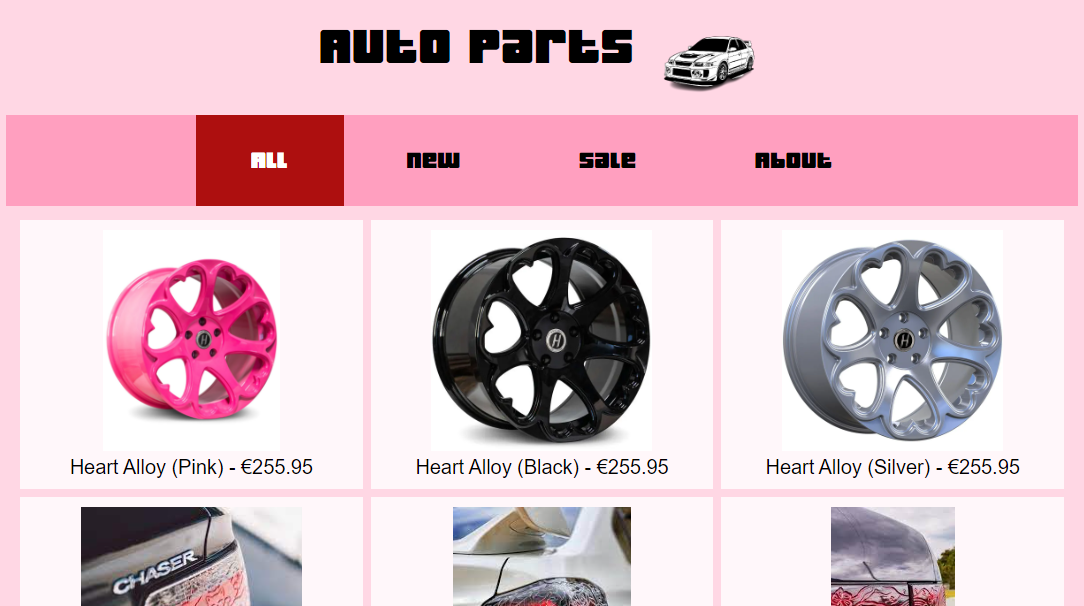 Auto Parts
ALL
New
Sale
About
H
H
H
Heart Alloy (Pink) - €255.95
Heart Alloy (Black) - €255.95
Heart Alloy (Silver) - €255.95
CHASER